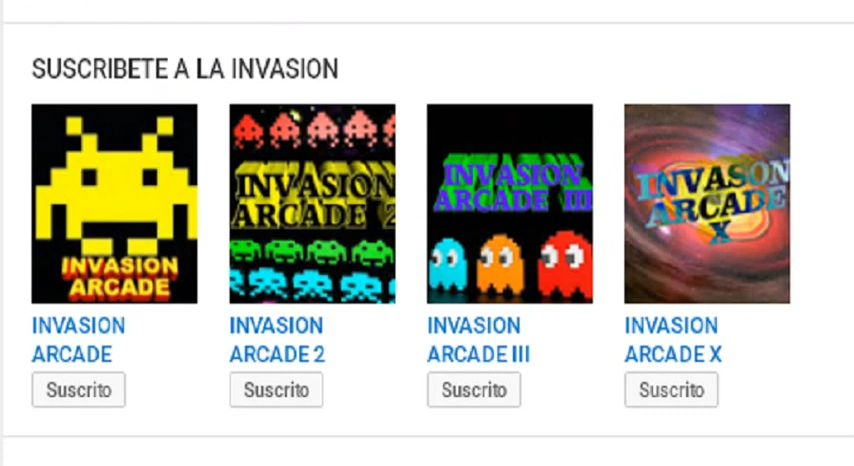 SUSCRIBETE A LA INVASION
INVASION
ARCADE
INVASION
ARCADE 2
INVASION
ARCADE III
INVASON
ARCADE
X
INVASION
ARCADE
INVASION
ARCADE 2
INVASION
ARCADE III
INVASION
ARCADE X
Suscrito
Suscrito
Suscrito
Suscrito